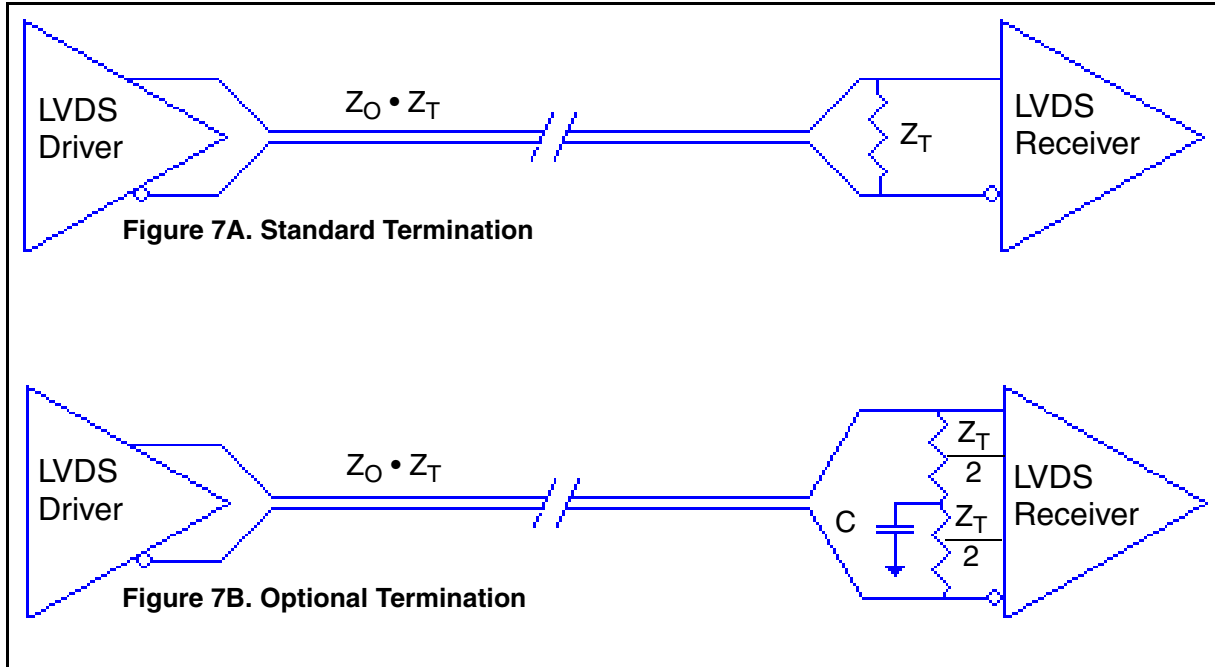 LVDS
Driver
Z_O • Z_T
Z_T
LVDS
Receiver
Figure 7A. Standard Termination
LVDS
Driver
Z_O • Z_T
C
Z_T
2
Z_T
2
LVDS
Receiver
Figure 7B. Optional Termination